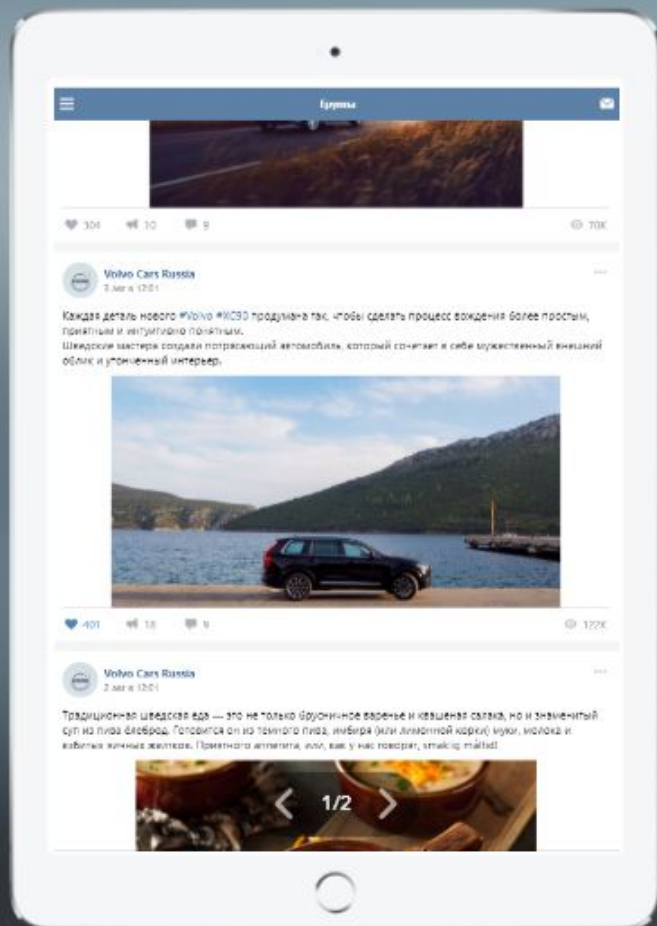 Группы
304 10 9 70K
Volvo Cars Russia
3 авг в 12:01
Каждая деталь нового #Volvo #XC90 продумана так, чтобы сделать процесс вождения более простым,
приятным и интуитивно понятным.
Шведские мастера создали потрясающий автомобиль, который сочетает в себе мужественный внешний
облик и утонченный интерьер.
401 18 9 122K
Volvo Cars Russia
2 авг в 12:01
Традиционная шведская еда — это не только брусничное варенье и квашеная салака, но и знаменитый
суп из пива ёлеброд. Готовится он из темного пива, имбиря (или лимонной корки) муки, молока и
взбитых яичных желтков. Приятного аппетита, или, как у нас говорят, smaklig måltid!
1/2